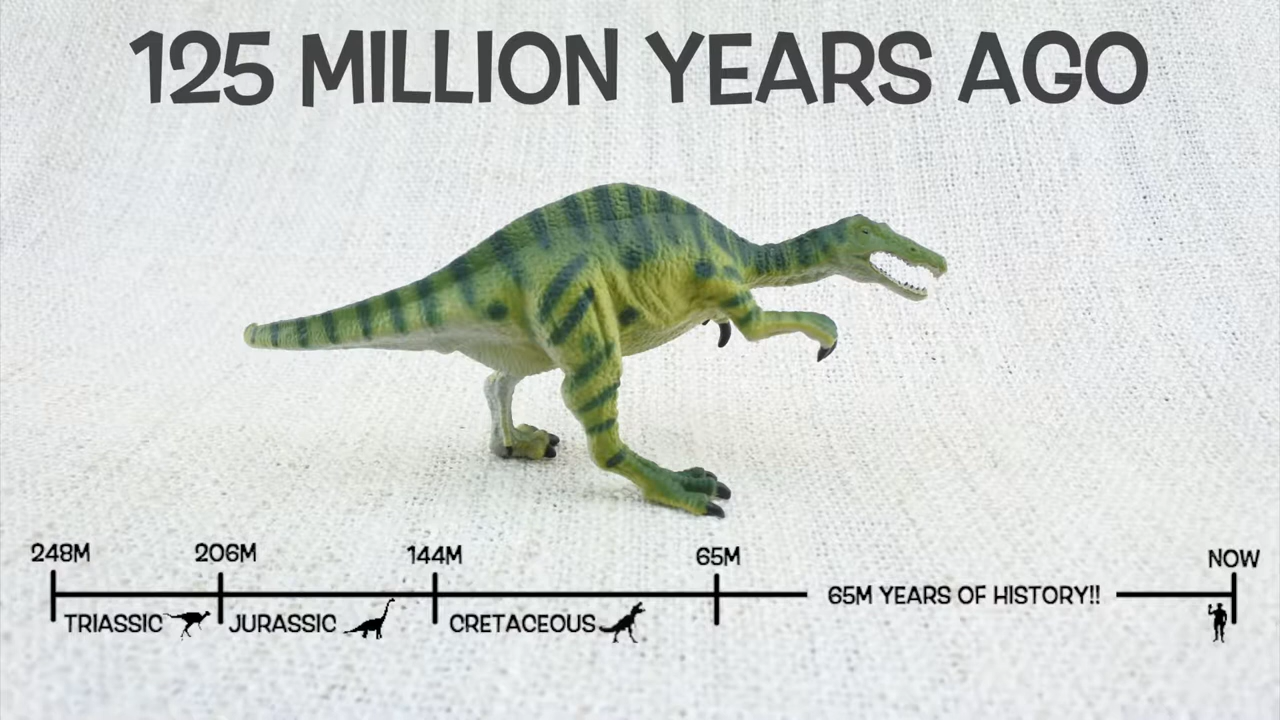 125 MILLION YEARS AGO
248M 206M 144M 65M NOW
65M YEARS OF HISTORY!!
TRIASSIC JURASSIC CRETACEOUS